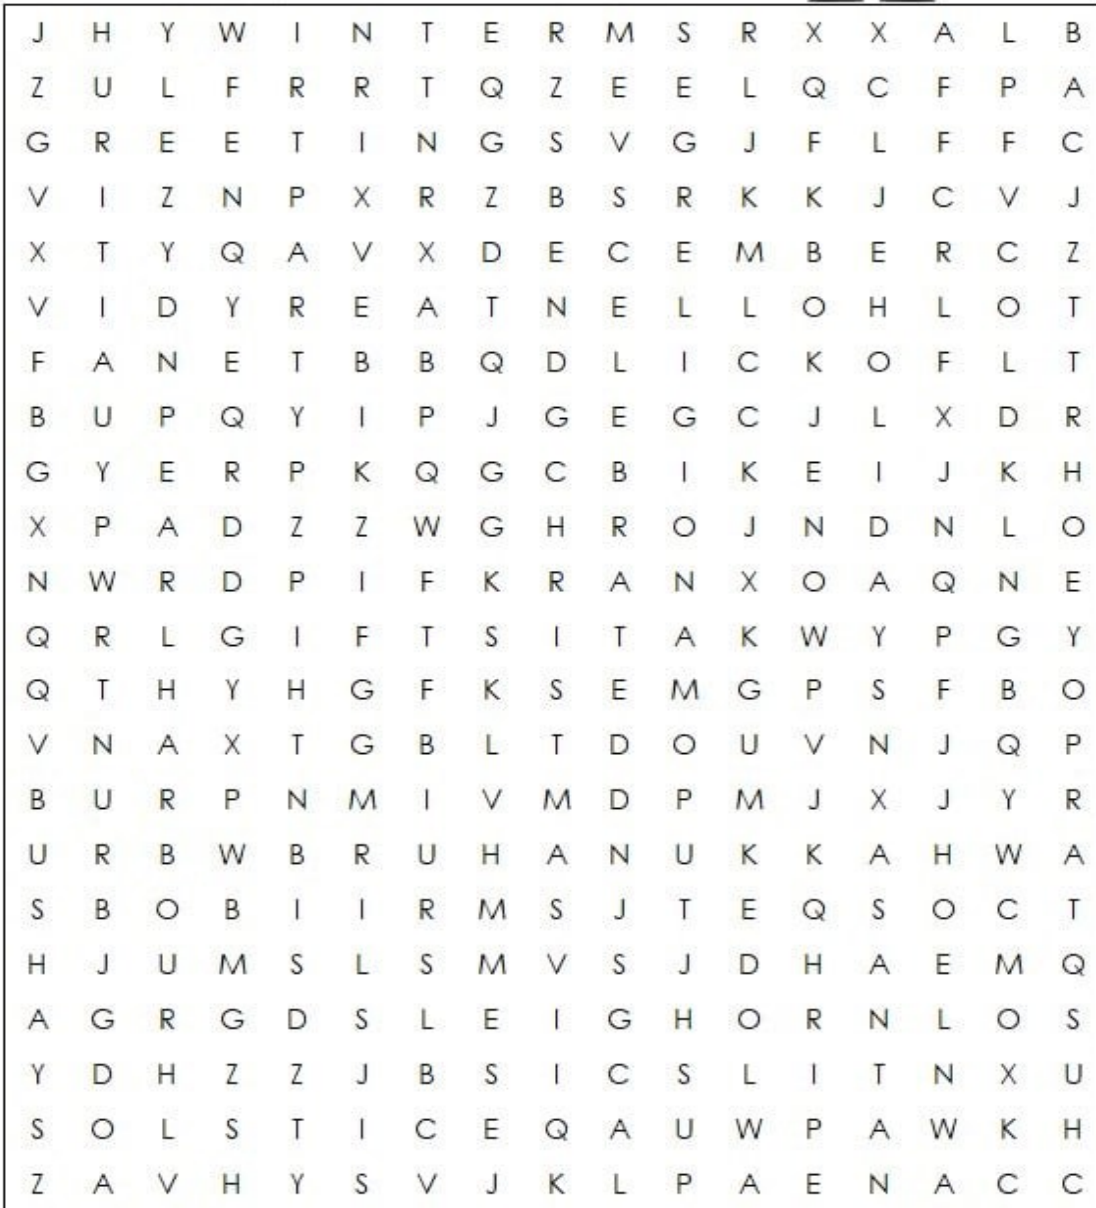 J H Y W I N T E R M S R X X A L B
Z U L F R R T Q Z E E L Q C F P A
G R E E T I N G S V G J F L F F C
V I Z N P X R Z B S R K K J C V J
X T Y Q A V X D E C E M B E R C Z
V I D Y R E A T N E L L O H L O T
F A N E T B B Q D L I C K O F L T
B U P Q Y I P J G E G C J L X D R
G Y E R P K Q G C B I K E I J K H
X P A D Z Z W G H R O J N D N L O
N W R D P I F K R A N X O A Q N E
Q R L G I F T S I T A K W Y P G Y
Q T H Y H G F K S E M G P S F B O
V N A X T G B L T D O U V N J Q P
B U R P N M I V M D P M J X J Y R
U R B W B R U H A N U K K A H W A
S B O B I I R M S J T E Q S O C T
H J U M S L S M V S J D H A E M Q
A G R G D S L E I G H O R N L O S
Y D H Z Z J B S I C S L I T N X U
S O L S T I C E Q A U W P A W K H
Z A V H Y S V J K L P A E N A C C